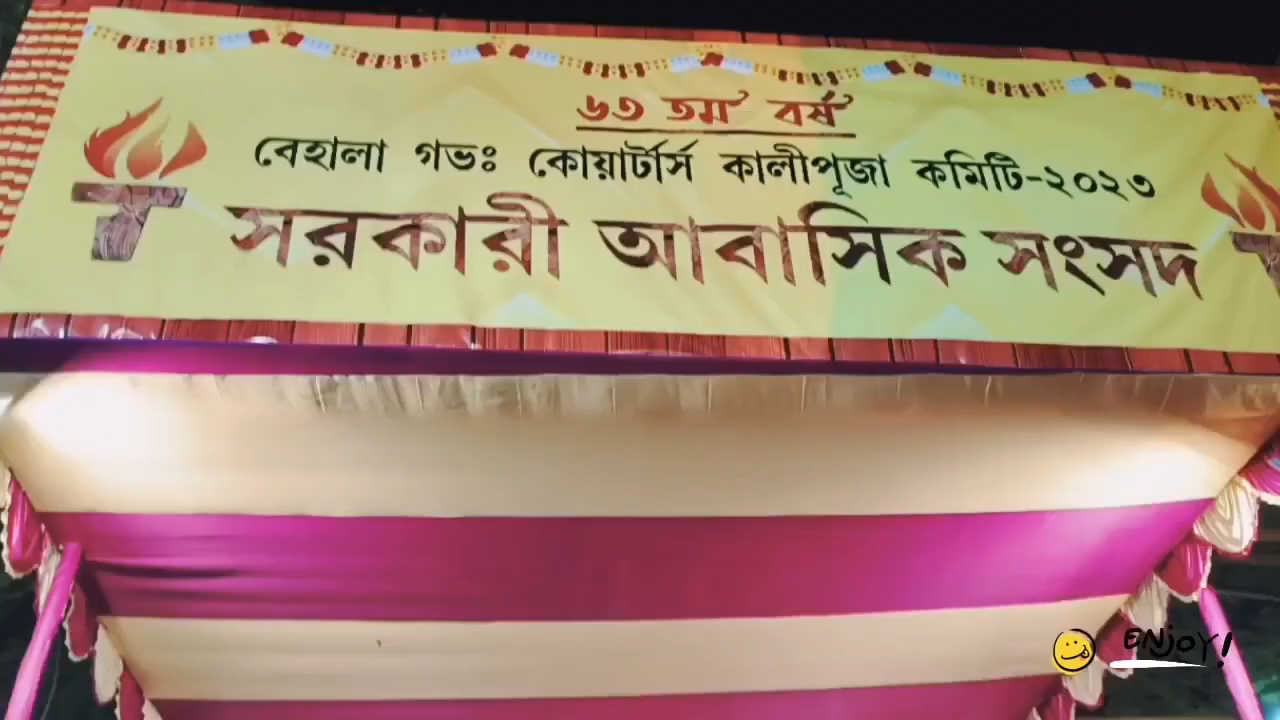 ৬৩ তম বর্ষ
বেহালা গভঃ কোয়ার্টার্স কালীপূজা কমিটি-২০২৩
সরকারী আবাসিক সংসদ
ENJOY!